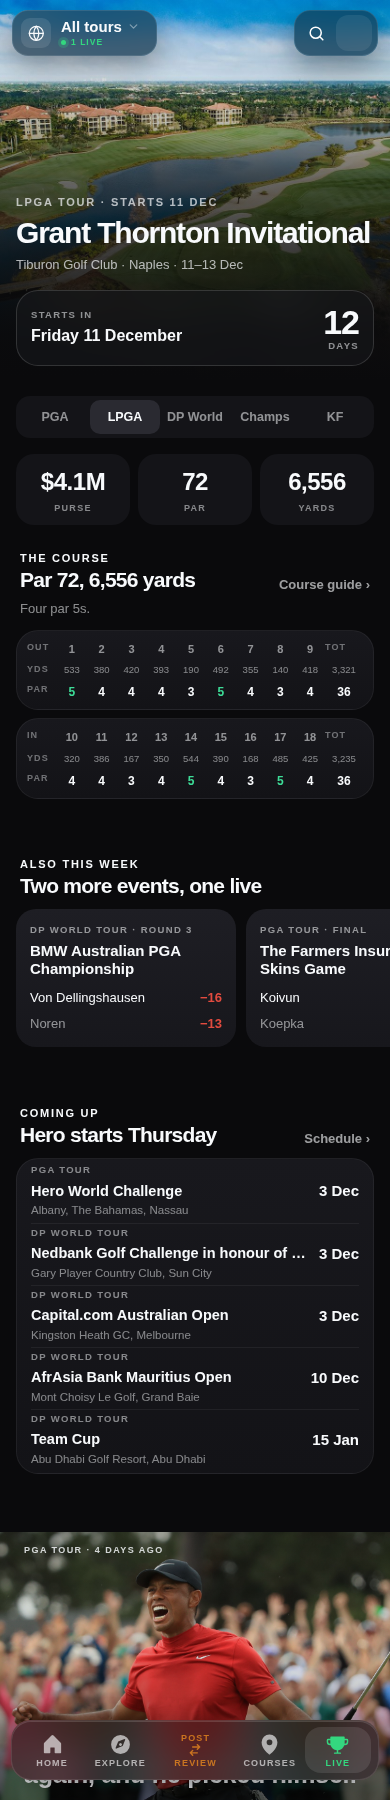 All tours
1 LIVE
LPGA TOUR · STARTS 11 DEC
Grant Thornton Invitational
Tiburon Golf Club · Naples · 11–13 Dec
STARTS IN
Friday 11 December
12
DAYS
PGA LPGA DP World Champs KF
$4.1M 72 6,556
PURSE PAR YARDS
THE COURSE
Par 72, 6,556 yards
Course guide ›
Four par 5s.
OUT 1 2 3 4 5 6 7 8 9 TOT
YDS 533 380 420 393 190 492 355 140 418 3,321
PAR 5 4 4 4 3 5 4 3 4 36
IN 10 11 12 13 14 15 16 17 18 TOT
YDS 320 386 167 350 544 390 168 485 425 3,235
PAR 4 4 3 4 5 4 3 5 4 36
ALSO THIS WEEK
Two more events, one live
DP WORLD TOUR · ROUND 3
BMW Australian PGA
Championship
Von Dellingshausen −16
Noren −13
PGA TOUR · FINAL
The Farmers Insur
Skins Game
Koivun
Koepka
COMING UP
Hero starts Thursday
Schedule ›
PGA TOUR
Hero World Challenge 3 Dec
Albany, The Bahamas, Nassau
DP WORLD TOUR
Nedbank Golf Challenge in honour of … 3 Dec
Gary Player Country Club, Sun City
DP WORLD TOUR
Capital.com Australian Open 3 Dec
Kingston Heath GC, Melbourne
DP WORLD TOUR
AfrAsia Bank Mauritius Open 10 Dec
Mont Choisy Le Golf, Grand Baie
DP WORLD TOUR
Team Cup 15 Jan
Abu Dhabi Golf Resort, Abu Dhabi
PGA TOUR · 4 DAYS AGO
again, and he picked himself
HOME EXPLORE POST REVIEW COURSES LIVE